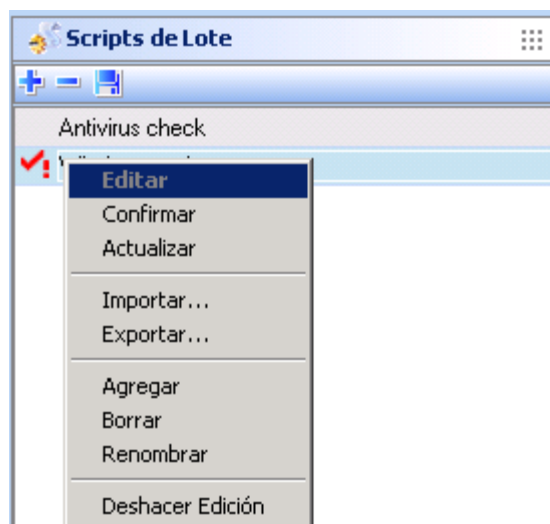 Scripts de Lote
Antivirus check
Editar
Confirmar
Actualizar
Importar...
Exportar...
Agregar
Borrar
Renombrar
Deshacer Edición